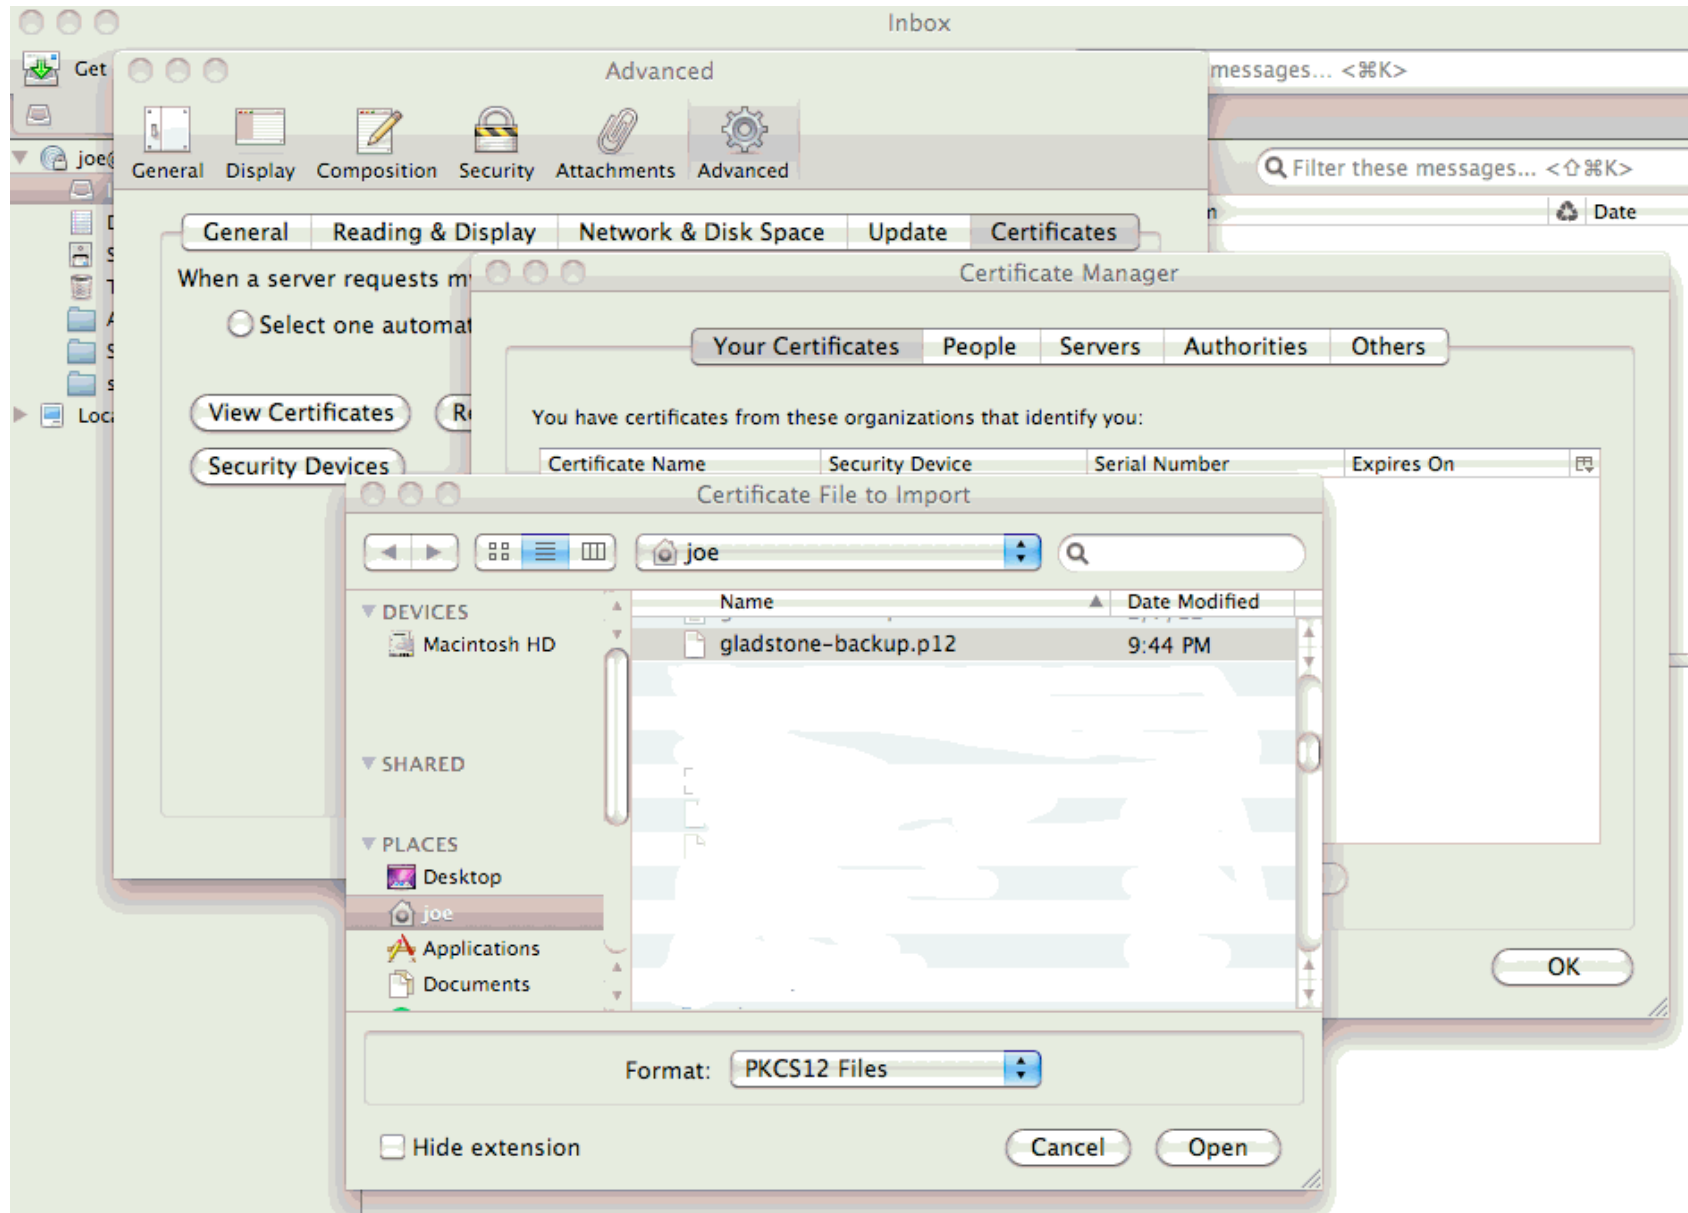 Inbox
Get
Advanced
messages... <⌘K>
General Display Composition Security Attachments Advanced
joe@
Filter these messages... <⇧⌘K>
Date
General Reading & Display Network & Disk Space Update Certificates
When a server requests my
Certificate Manager
Select one automat
Your Certificates People Servers Authorities Others
View Certificates
Loca
You have certificates from these organizations that identify you:
Security Devices
Certificate Name Security Device Serial Number Expires On
Certificate File to Import
joe
Name Date Modified
DEVICES
Macintosh HD
gladstone-backup.p12 9:44 PM
SHARED
PLACES
Desktop
joe
Applications
Documents
OK
Format: PKCS12 Files
Hide extension
Cancel Open